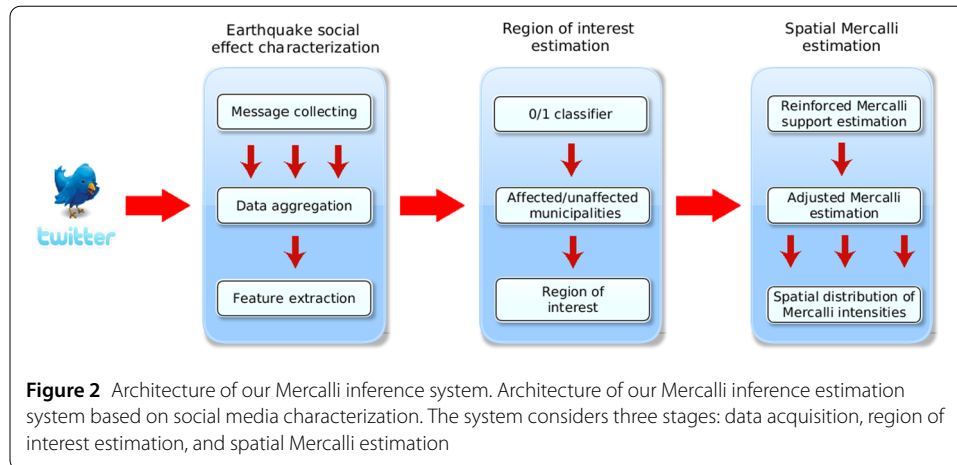 Earthquake social
effect characterization
Region of interest
estimation
Spatial Mercalli
estimation
twitter
Message collecting
Data aggregation
Feature extraction
0/1 classifier
Affected/unaffected
municipalities
Region of
interest
Reinforced Mercalli
support estimation
Adjusted Mercalli
estimation
Spatial distribution of
Mercalli intensities
Figure 2 Architecture of our Mercalli inference system. Architecture of our Mercalli inference estimation
system based on social media characterization. The system considers three stages: data acquisition, region of
interest estimation, and spatial Mercalli estimation